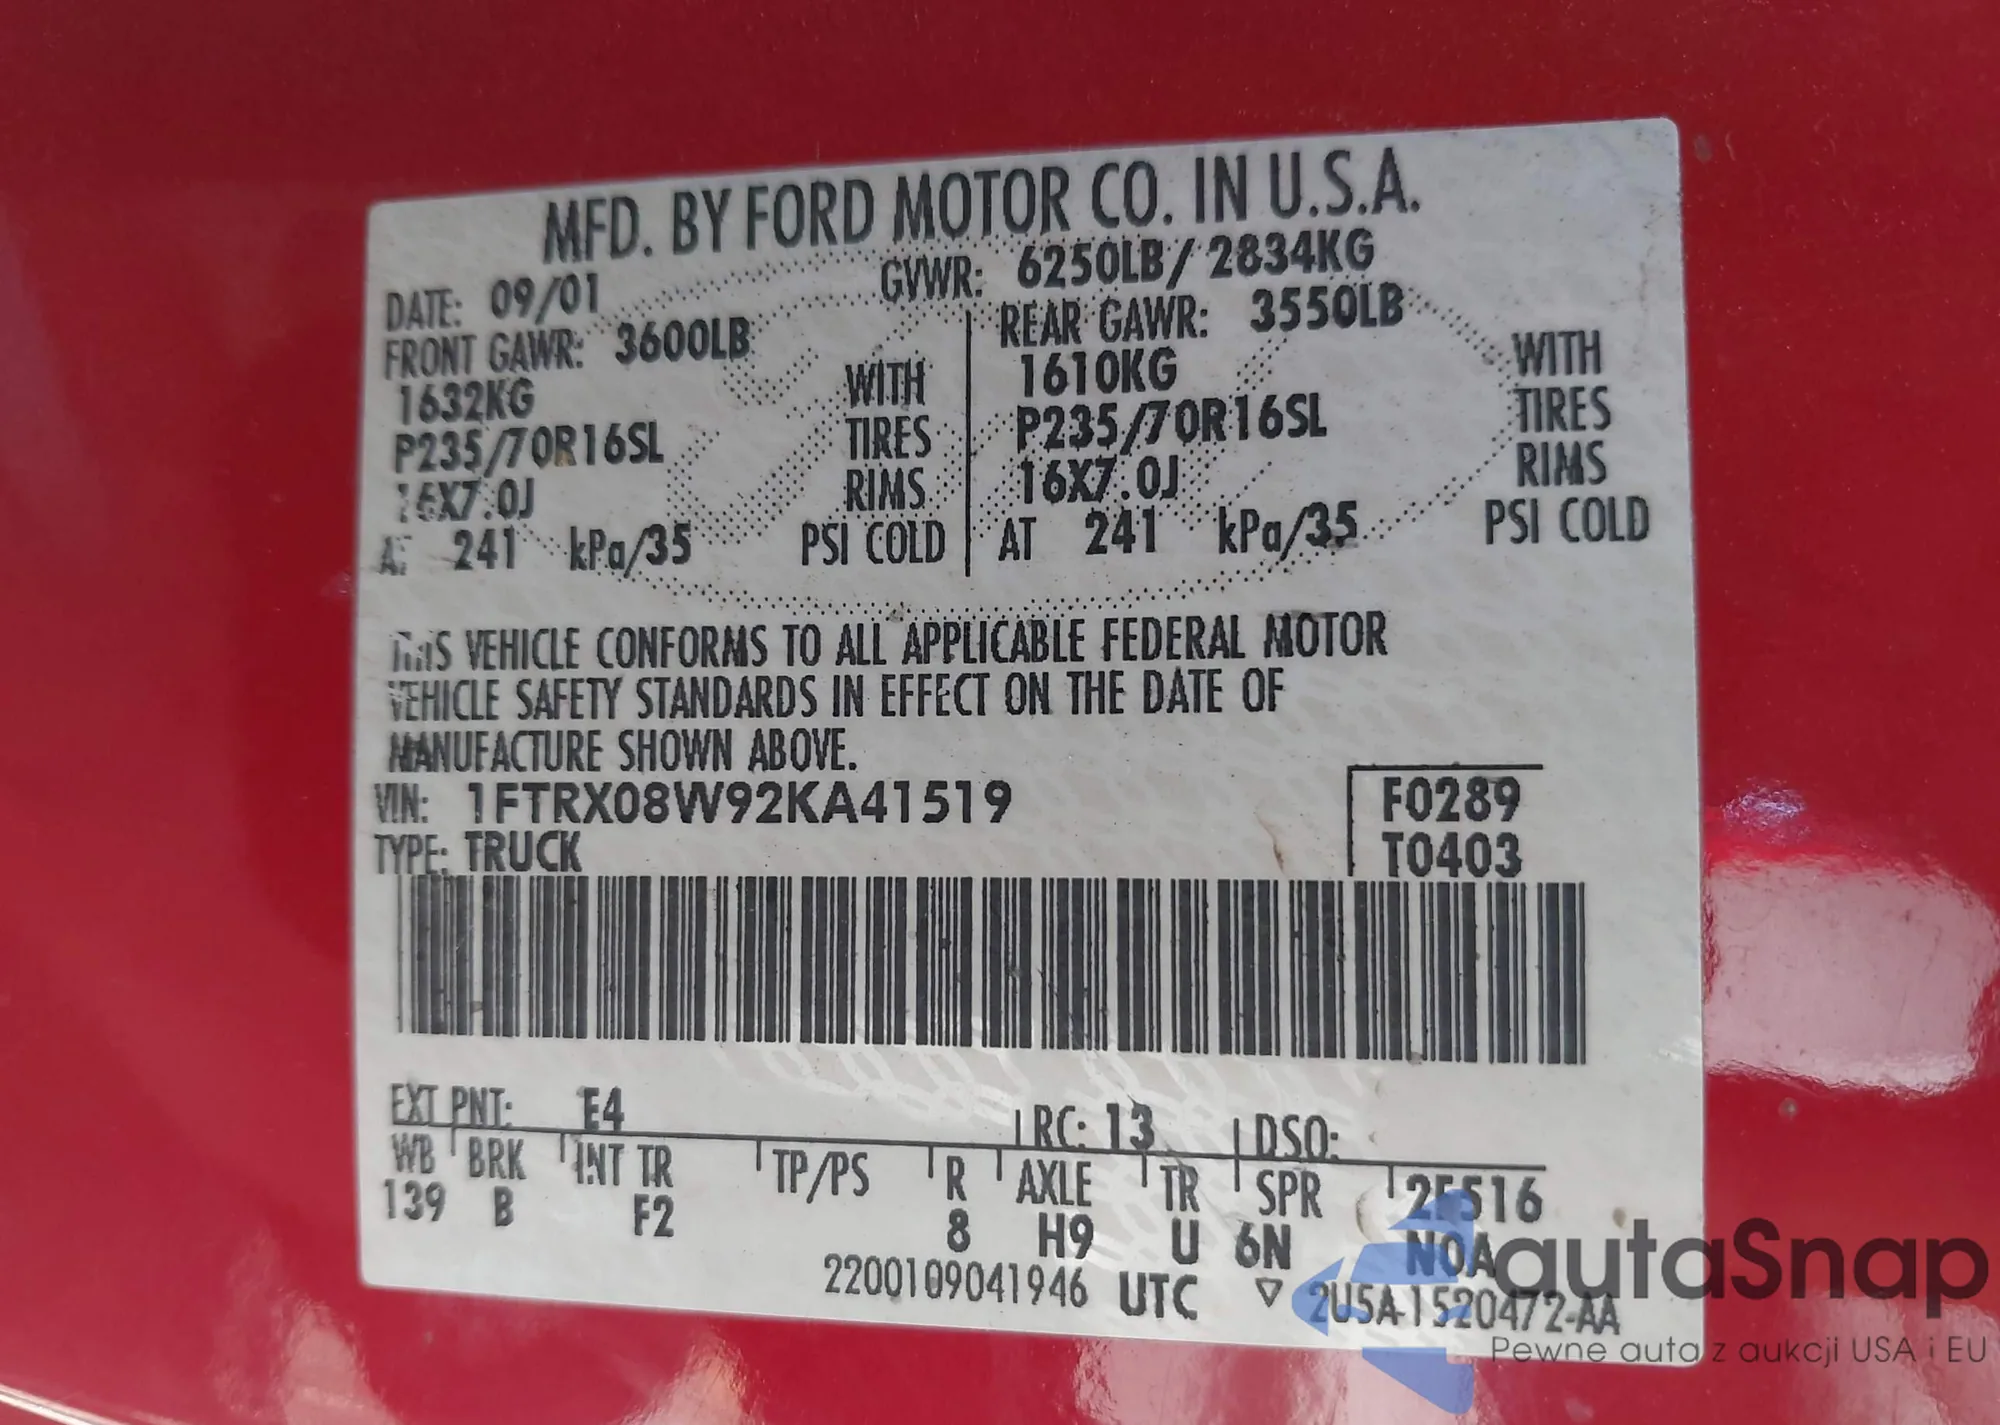 MFD. BY FORD MOTOR CO. IN U.S.A.
DATE: 09/01 GVWR: 6250LB/ 2834KG
FRONT GAWR: 3600LB REAR GAWR: 3550LB
1632KG WITH 1610KG WITH
P235/70R16SL TIRES P235/70R16SL TIRES
16X7.0J RIMS 16X7.0J RIMS
AT 241 kPa/35 PSI COLD AT 241 kPa/35 PSI COLD
THIS VEHICLE CONFORMS TO ALL APPLICABLE FEDERAL MOTOR
VEHICLE SAFETY STANDARDS IN EFFECT ON THE DATE OF
MANUFACTURE SHOWN ABOVE.
VIN: 1FTRX08W92KA41519 F0289
TYPE: TRUCK T0403
EXT PNT: E4 RC: 13 DSO:
WB BRK INT TR TP/PS R AXLE TR SPR 2F516
139 B F2 8 H9 U 6N N0A
2200109041946 UTC ▽ 2U5A-1520472-AA
autaSnap
Pewne auta z aukcji USA i EU